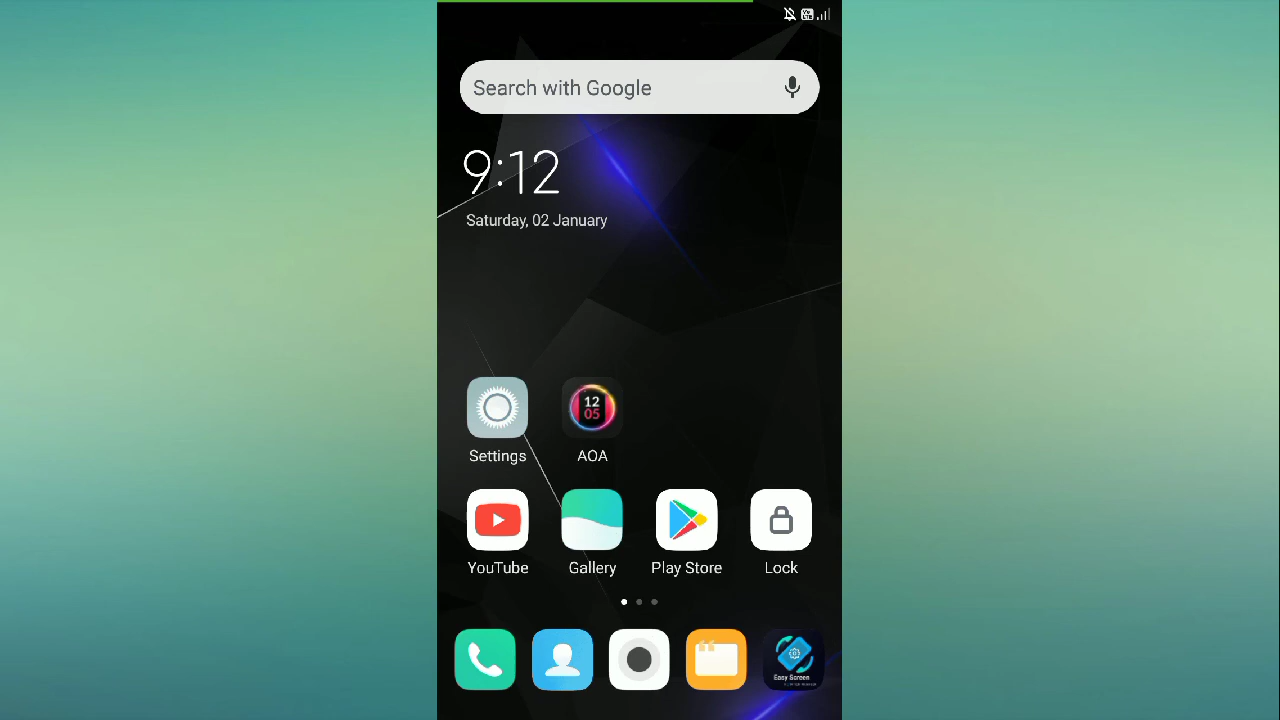 Search with Google
9:12
Saturday, 02 January
12
05
Settings
AOA
YouTube
Gallery
Play Store
Lock
Easy Screen